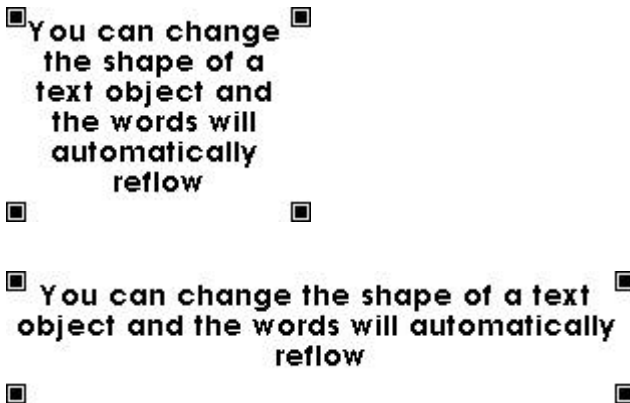 You can change
the shape of a
text object and
the words will
automatically
reflow
You can change the shape of a text
object and the words will automatically
reflow